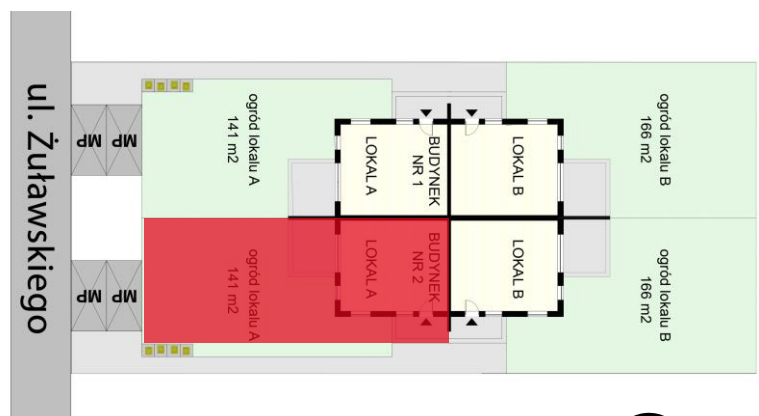 ul. Żuławskiego
MP
MP
MP
MP
ogród lokalu A
141 m2
LOKAL A
BUDYNEK
NR 1
LOKAL B
ogród lokalu B
166 m2
ogród lokalu A
141 m2
LOKAL A
BUDYNEK
NR 2
LOKAL B
ogród lokalu B
166 m2